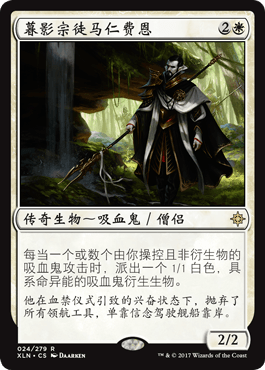 暮影宗徒马仁费恩 2
传奇生物～吸血鬼／僧侣
每当一个或数个由你操控且非衍生物的
吸血鬼攻击时，派出一个 1/1 白色，具
系命异能的吸血鬼衍生生物。
他在血禁仪式引致的兴奋状态下，抛弃了
所有领航工具，单靠信念驾驶舰船靠岸。
2/2
024/279 R
XLN • CS DAARKEN
™ & © 2017 Wizards of the Coast